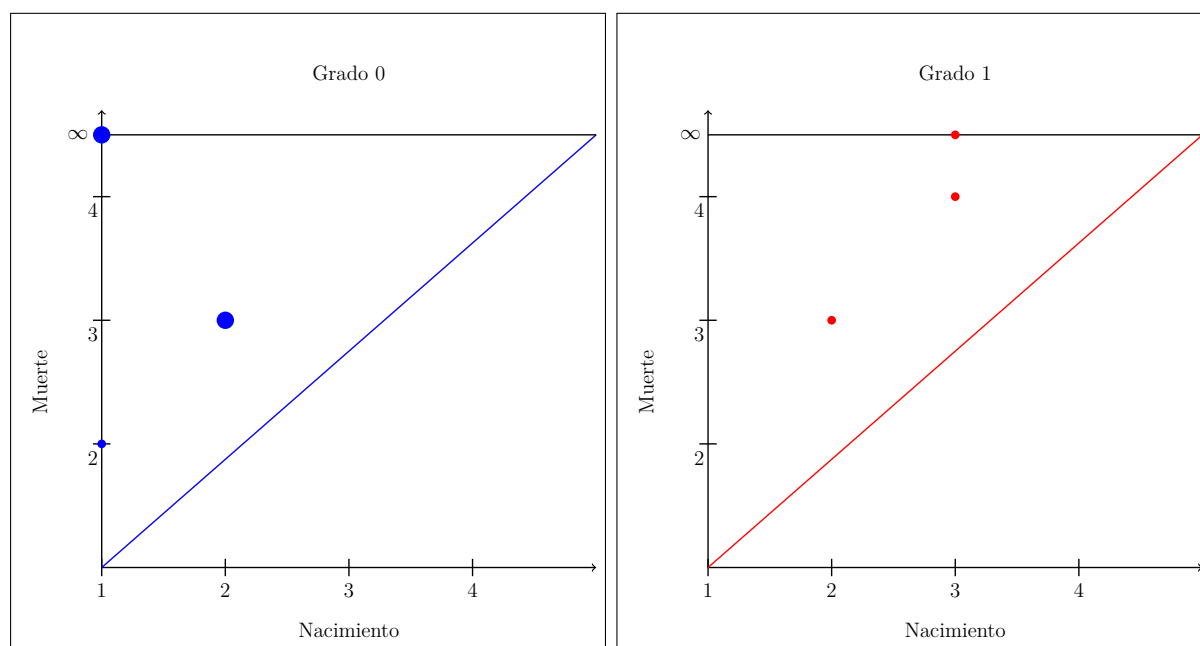 Grado 0
∞
4
3
2
Muerte
1 2 3 4
Nacimiento
Grado 1
∞
4
3
2
Muerte
1 2 3 4
Nacimiento